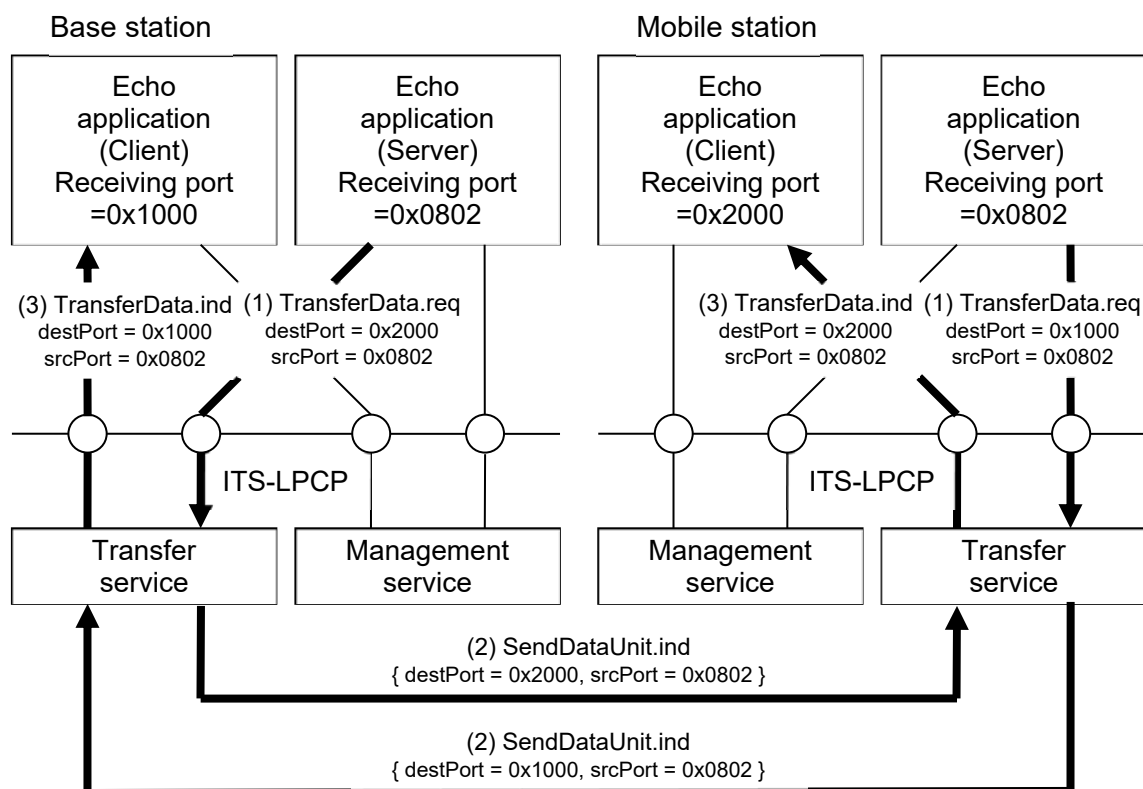 Base station
Mobile station
Echo
application
(Client)
Receiving port
=0x1000
Echo
application
(Server)
Receiving port
=0x0802
Echo
application
(Client)
Receiving port
=0x2000
Echo
application
(Server)
Receiving port
=0x0802
(3) TransferData.ind
destPort = 0x1000
srcPort = 0x0802
(1) TransferData.req
destPort = 0x2000
srcPort = 0x0802
(3) TransferData.ind
destPort = 0x2000
srcPort = 0x0802
(1) TransferData.req
destPort = 0x1000
srcPort = 0x0802
ITS-LPCP
ITS-LPCP
Transfer
service
Management
service
Management
service
Transfer
service
(2) SendDataUnit.ind
{ destPort = 0x2000, srcPort = 0x0802 }
(2) SendDataUnit.ind
{ destPort = 0x1000, srcPort = 0x0802 }